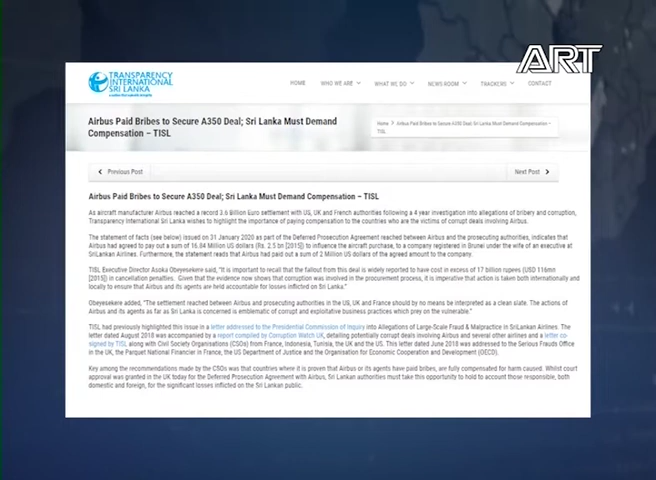 ART
TRANSPARENCY
INTERNATIONAL
SRI LANKA
HOME WHO WE ARE WHAT WE DO NEWS ROOM TRACKERS CONTACT
Airbus Paid Bribes to Secure A350 Deal; Sri Lanka Must Demand
Compensation – TISL
Home > Airbus Paid Bribes to Secure A350 Deal; Sri Lanka Must Demand Compensation –
TISL
Previous Post
Next Post
Airbus Paid Bribes to Secure A350 Deal; Sri Lanka Must Demand Compensation – TISL
As aircraft manufacturer Airbus reached a record 3.6 Billion Euro settlement with US, UK and French authorities following a 4 year investigation into allegations of bribery and corruption,
Transparency International Sri Lanka wishes to highlight the importance of paying compensation to the countries who are the victims of corrupt deals involving Airbus.
The statement of facts (see below) issued on 31 January 2020 as part of the Deferred Prosecution Agreement reached between Airbus and the prosecuting authorities, indicates that
Airbus had agreed to pay out a sum of 16.84 Million US dollars (Rs. 2.5 bn [2015]) to influence the aircraft purchase, to a company registered in Brunei under the wife of an executive at
SriLankan Airlines. Furthermore, the statement reads that Airbus had paid out a sum of 2 Million US dollars of the agreed amount to the company.
TISL Executive Director Asoka Obeyesekere said, "It is important to recall that the fallout from this deal is widely reported to have cost in excess of 17 billion rupees (USD 116mn
[2015]) in cancellation penalties. Given that the evidence now shows that corruption was involved in the procurement process, it is imperative that action is taken both internationally and
locally to ensure that Airbus and its agents are held accountable for losses inflicted on Sri Lanka."
Obeyesekere added, "The settlement reached between Airbus and prosecuting authorities in the US, UK and France should by no means be interpreted as a clean slate. The actions of
Airbus and its agents as far as Sri Lanka is concerned is emblematic of corrupt and exploitative business practices which prey on the vulnerable."
TISL had previously highlighted this issue in a letter addressed to the Presidential Commission of Inquiry into Allegations of Large-Scale Fraud & Malpractice in SriLankan Airlines. The
letter dated August 2018 was accompanied by a report compiled by Corruption Watch UK, detailing potentially corrupt deals involving Airbus and several other airlines and a letter co-
signed by TISL along with Civil Society Organisations (CSOs) from France, Indonesia, Tunisia, the UK and the US. This letter dated June 2018 was addressed to the Serious Frauds Office
in the UK, the Parquet National Financier in France, the US Department of Justice and the Organisation for Economic Cooperation and Development (OECD).
Key among the recommendations made by the CSOs was that countries where it is proven that Airbus or its agents have paid bribes, are fully compensated for harm caused. Whilst court
approval was granted in the UK today for the Deferred Prosecution Agreement with Airbus, Sri Lankan authorities must take this opportunity to hold to account those responsible, both
domestic and foreign, for the significant losses inflicted on the Sri Lankan public.